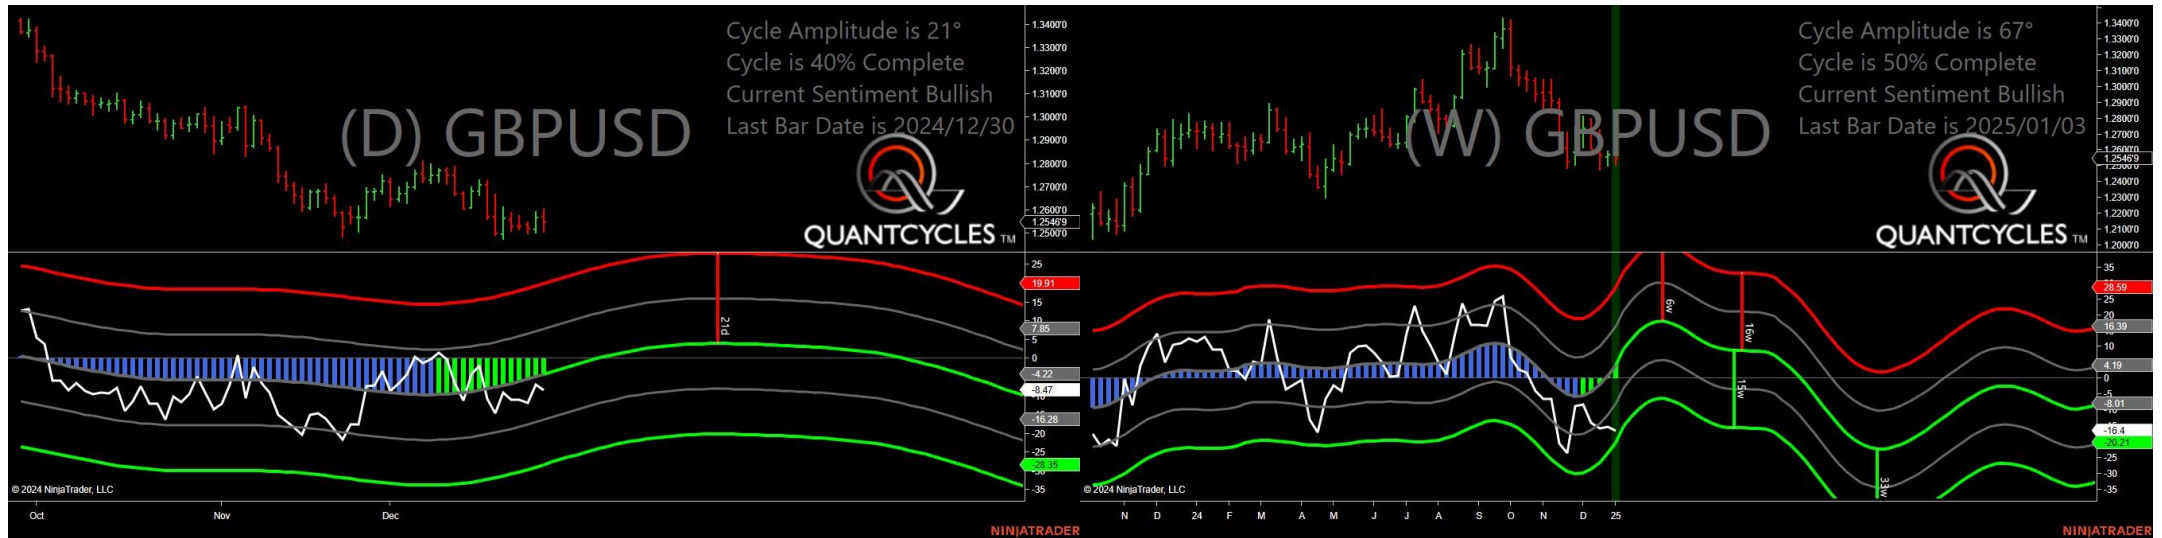 Cycle Amplitude is 21°
Cycle is 40% Complete
Current Sentiment Bullish
Last Bar Date is 2024/12/30
(D) GBPUSD
QUANTCYCLES TM
1.3400'0
1.3300'0
1.3200'0
1.3100'0
1.3000'0
1.2900'0
1.2800'0
1.2700'0
1.2600'0
1.2546'9
1.2500'0
25
19.91
15
10
7.85
5
0
-4.22
-8.47
-16.28
-20
-25
-28.35
-35
21d
© 2024 NinjaTrader, LLC
Oct Nov Dec
NINJATRADER
Cycle Amplitude is 67°
Cycle is 50% Complete
Current Sentiment Bullish
Last Bar Date is 2025/01/03
(W) GBPUSD
QUANTCYCLES TM
1.3400'0
1.3300'0
1.3200'0
1.3100'0
1.3000'0
1.2900'0
1.2800'0
1.2700'0
1.2600'0
1.2546'9
1.2400'0
1.2300'0
1.2200'0
1.2100'0
1.2000'0
35
28.59
25
20
16.39
10
4.19
0
-5
-8.01
-16.4
-20.21
-25
-30
-35
6w
16w
15w
33w
© 2024 NinjaTrader, LLC
N D 24 F M A M J J A S O N D 25
NINJATRADER